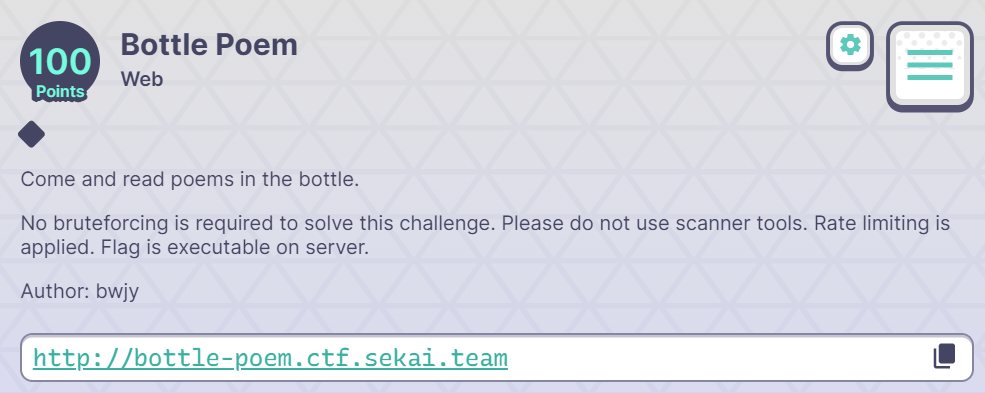 100
Points
Bottle Poem
Web
Come and read poems in the bottle.
No bruteforcing is required to solve this challenge. Please do not use scanner tools. Rate limiting is
applied. Flag is executable on server.
Author: bwjy
http://bottle-poem.ctf.sekai.team